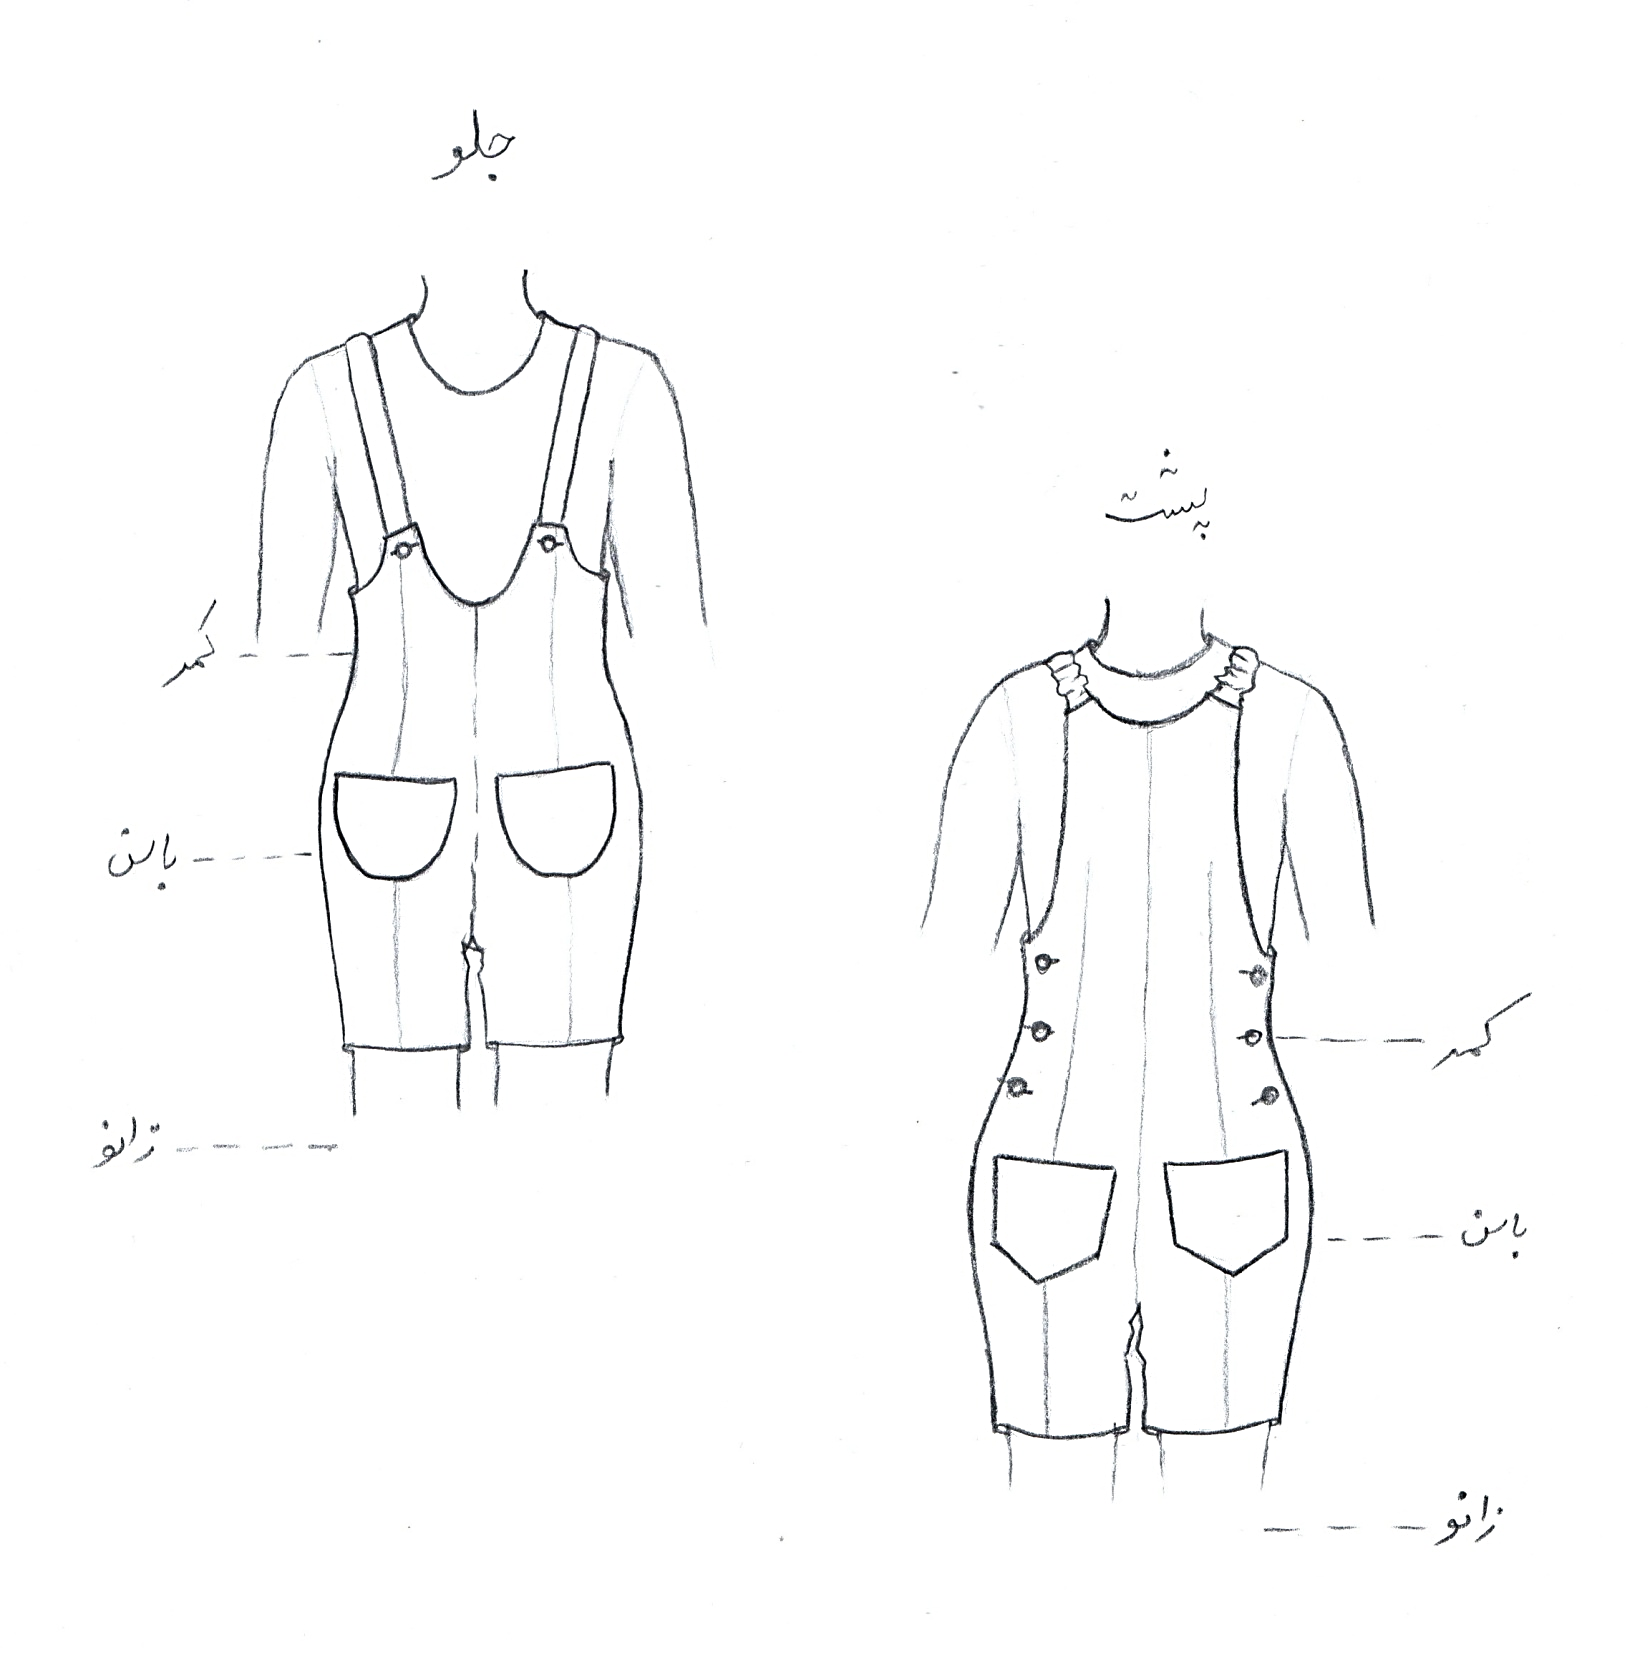 جلو
کمر
باسن
زانو
پشت
کمر
باسن
زانو